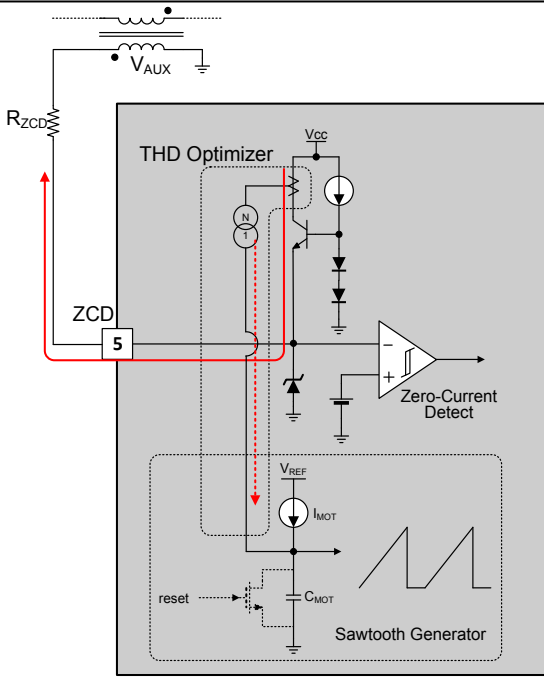 V_AUX
R_ZCD
THD Optimizer
Vcc
N
1
ZCD
5
−
+
Zero-Current
Detect
V_REF
I_MOT
reset
C_MOT
Sawtooth Generator